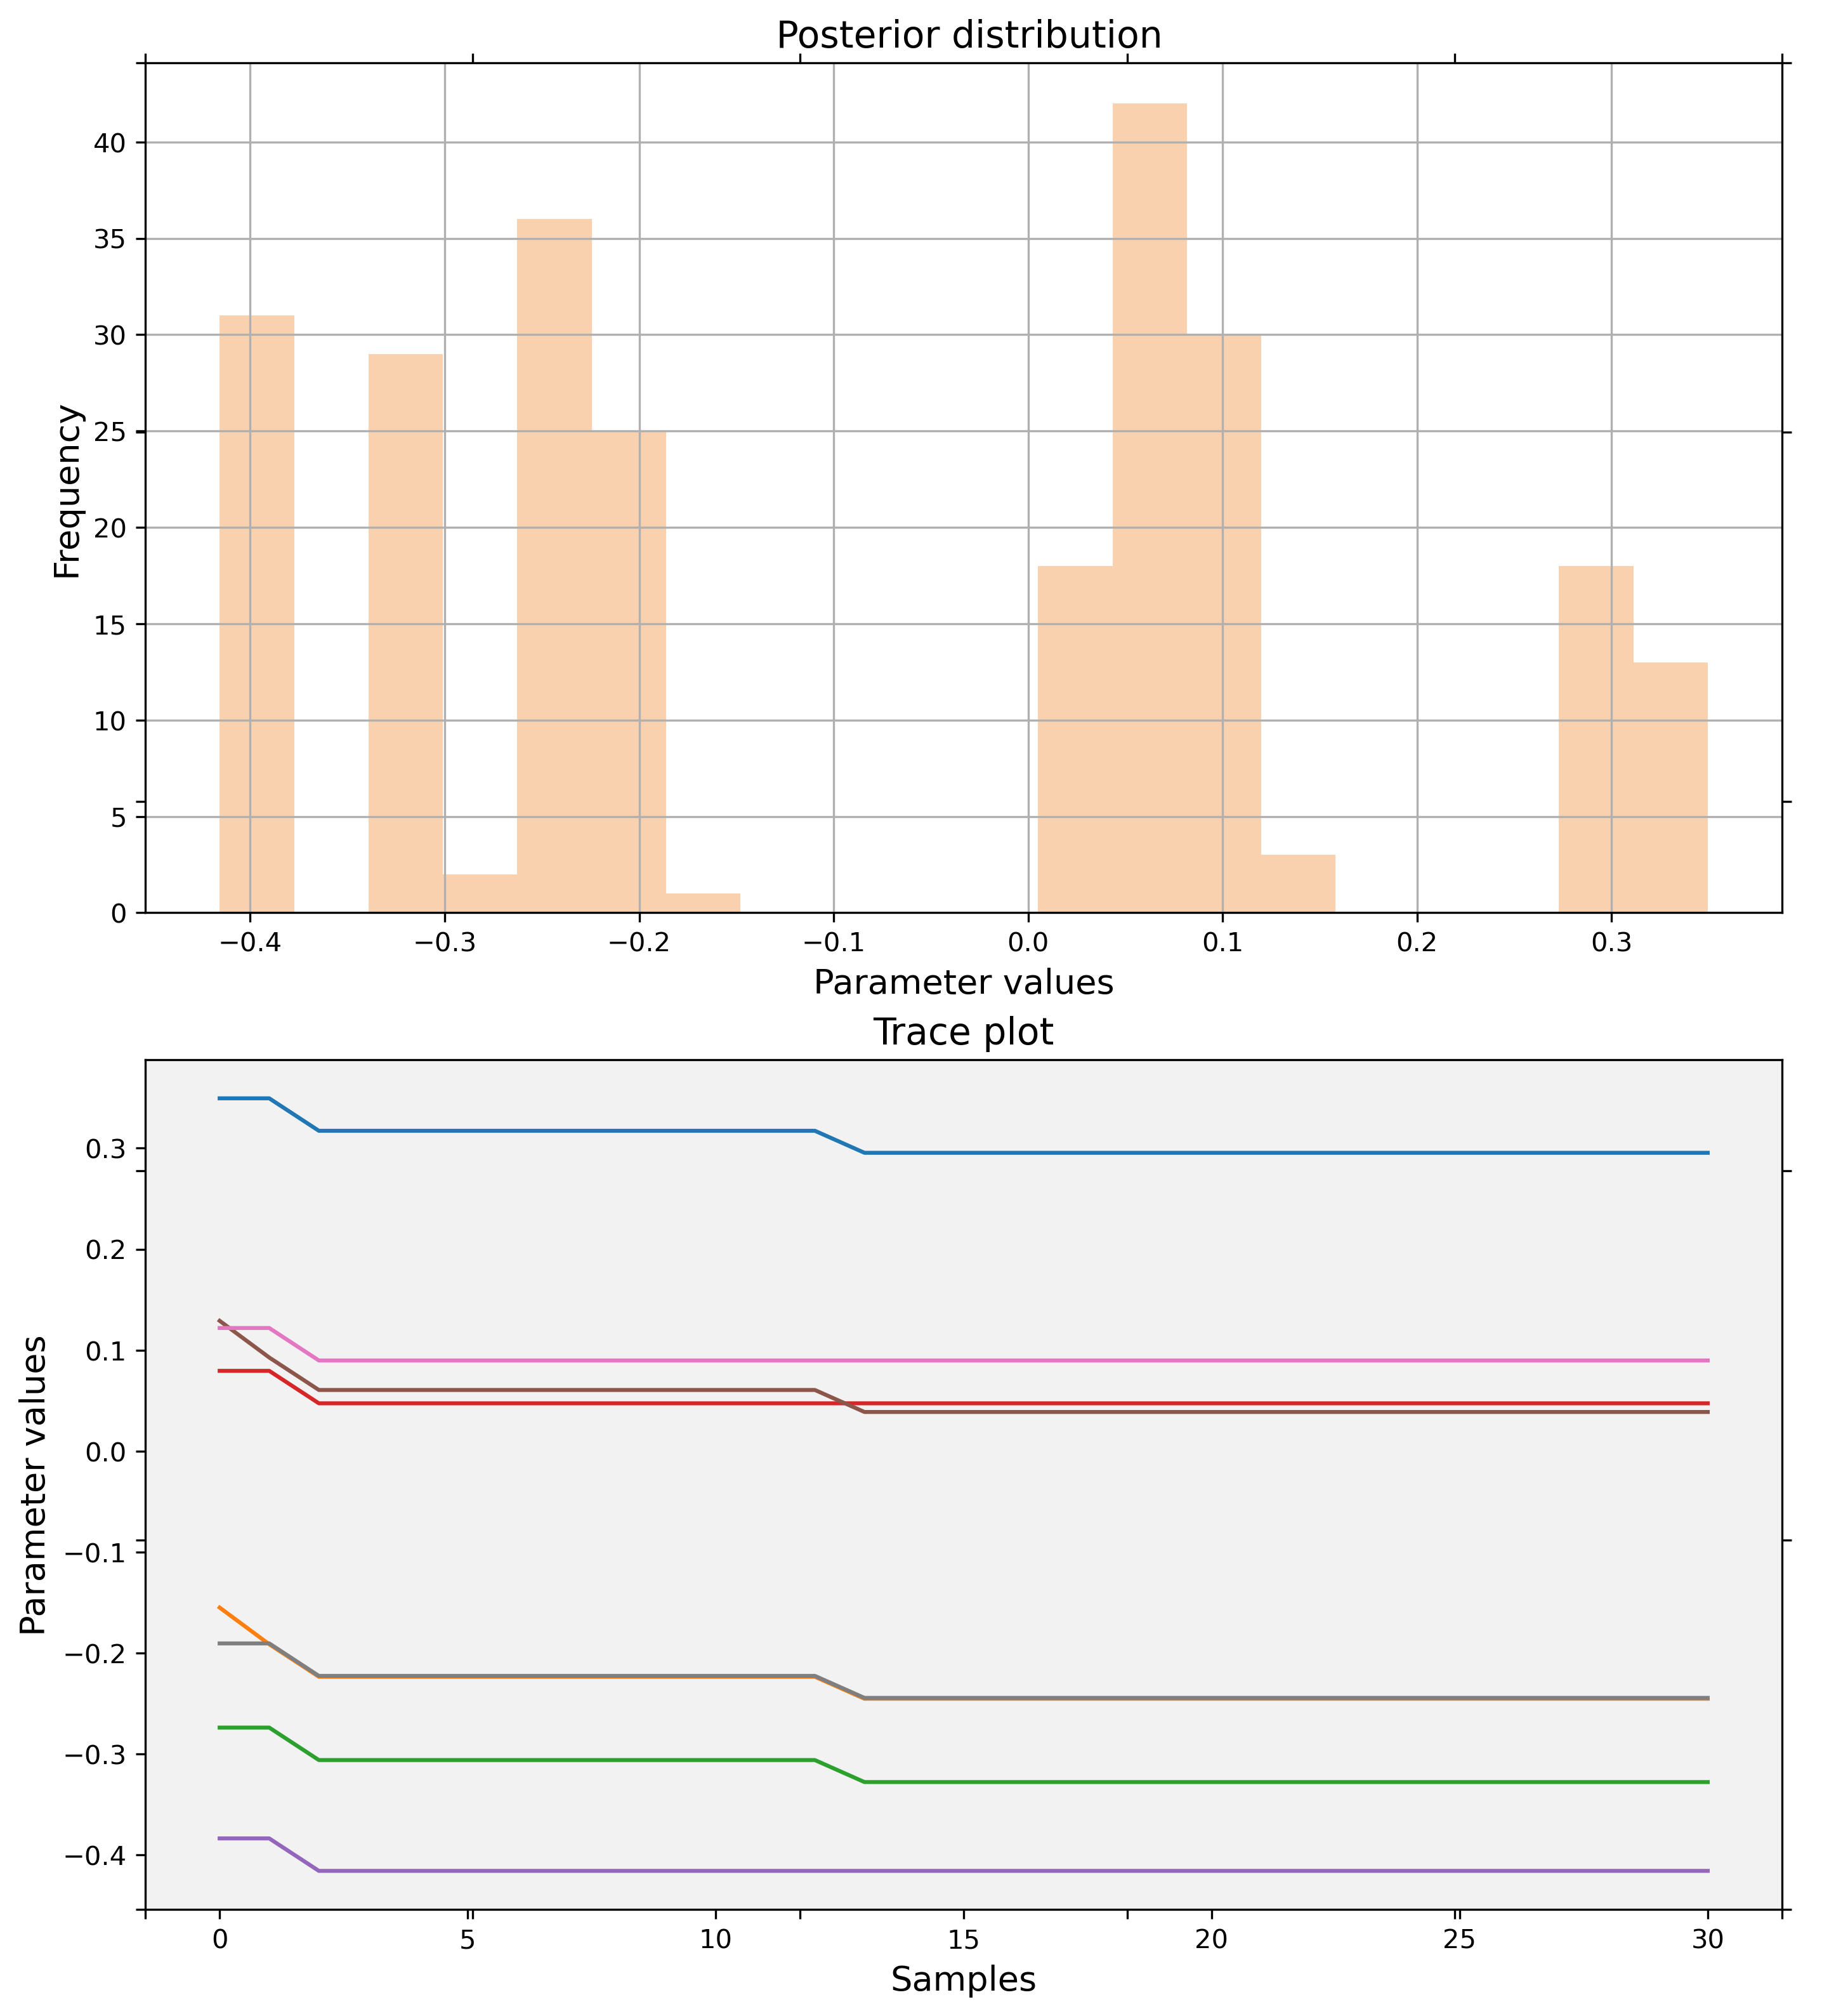 Posterior distribution
40
35
30
25
20
15
10
5
0
Frequency
−0.4 −0.3 −0.2 −0.1 0.0 0.1 0.2 0.3
Parameter values
Trace plot
0.3
0.2
0.1
0.0
−0.1
−0.2
−0.3
−0.4
Parameter values
0 5 10 15 20 25 30
Samples